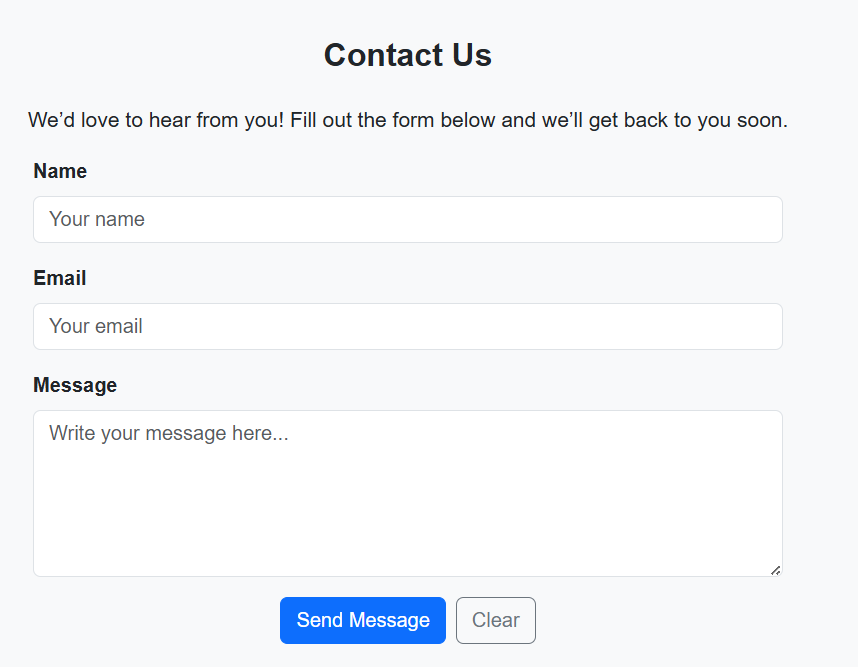 Contact Us
We’d love to hear from you! Fill out the form below and we’ll get back to you soon.
Name
Your name
Email
Your email
Message
Write your message here...
Send Message Clear